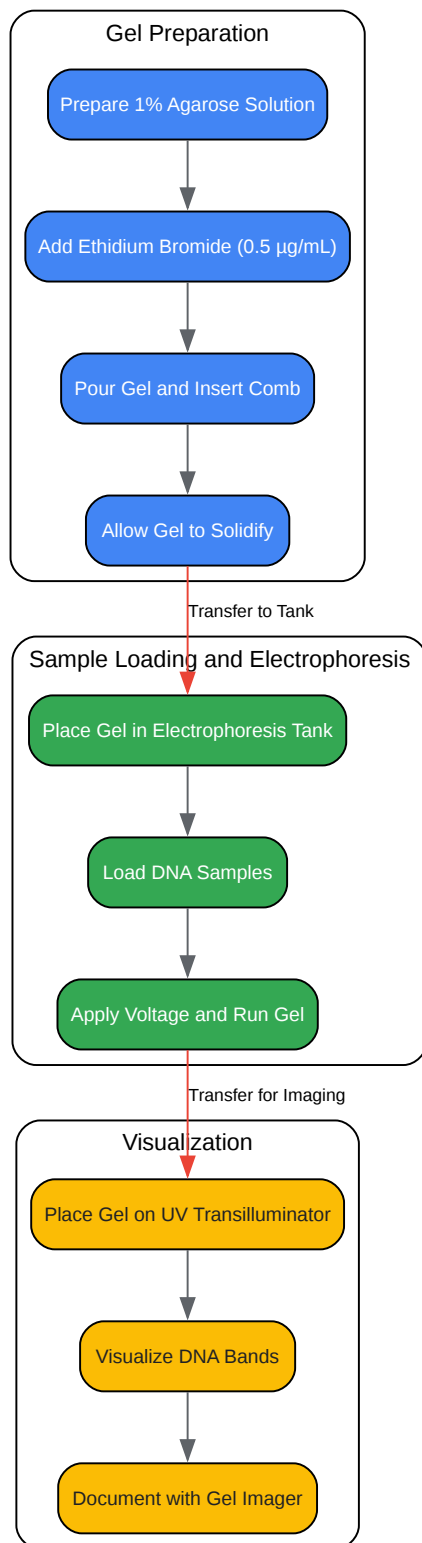 Gel Preparation
Prepare 1% Agarose Solution
Add Ethidium Bromide (0.5 µg/mL)
Pour Gel and Insert Comb
Allow Gel to Solidify
Transfer to Tank
Sample Loading and Electrophoresis
Place Gel in Electrophoresis Tank
Load DNA Samples
Apply Voltage and Run Gel
Transfer for Imaging
Visualization
Place Gel on UV Transilluminator
Visualize DNA Bands
Document with Gel Imager